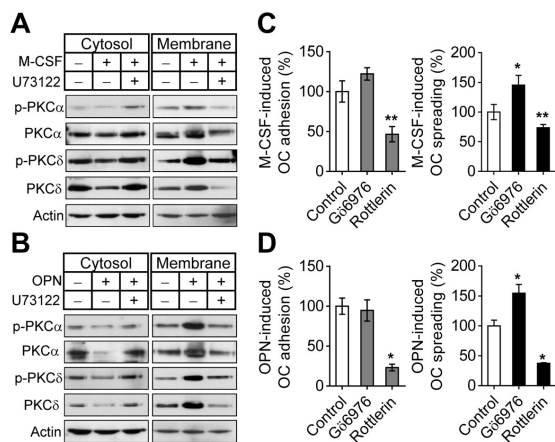 A
Cytosol Membrane
M-CSF – + + – + +
U73122 – – + – – +
p-PKCα
PKCα
p-PKCδ
PKCδ
Actin
B
Cytosol Membrane
OPN – + + – + +
U73122 – – + – – +
p-PKCα
PKCα
p-PKCδ
PKCδ
Actin
C
M-CSF-induced
OC adhesion (%)
150
100
50
0
**
Control
Gö6976
Rottlerin
M-CSF-induced
OC spreading (%)
200
150
100
50
0
*
**
Control
Gö6976
Rottlerin
D
OPN-induced
OC adhesion (%)
150
100
50
0
*
Control
Gö6976
Rottlerin
OPN-induced
OC spreading (%)
200
150
100
50
0
*
*
Control
Gö6976
Rottlerin